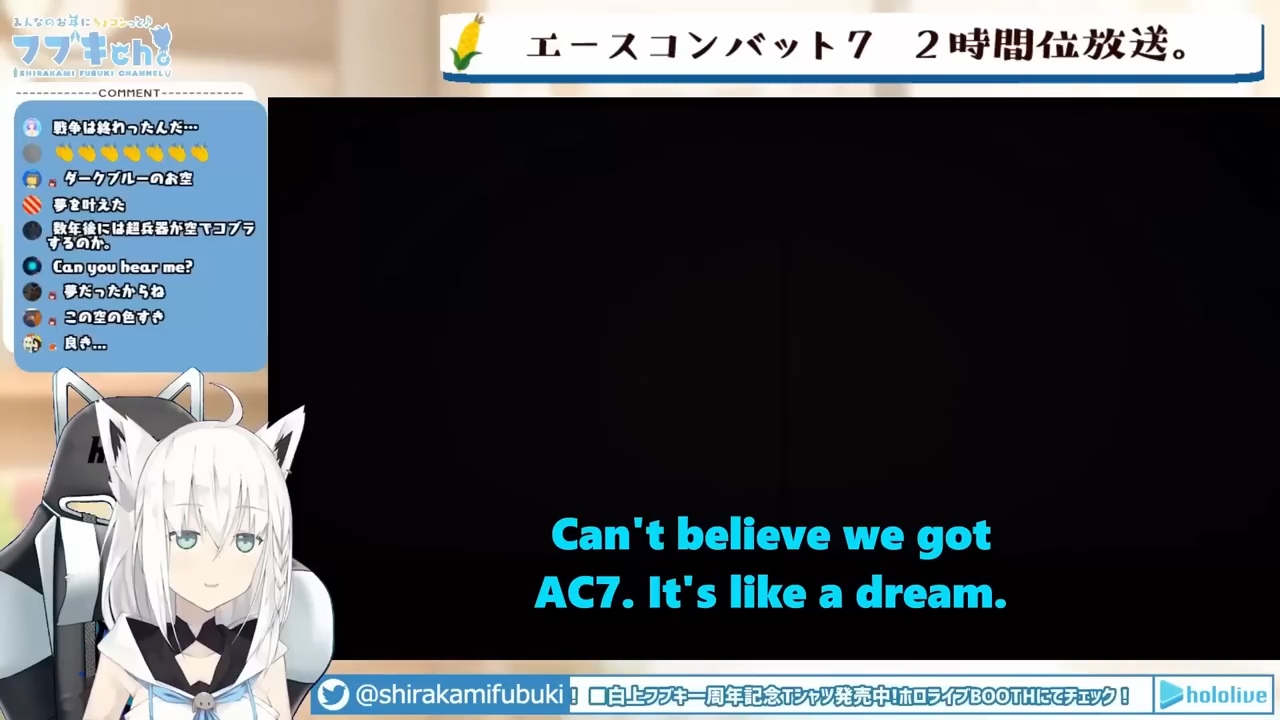 みんなのお耳にちょコンっと♪
フブキch!
SHIRAKAMI FUBUKI CHANNEL
エースコンバット7 2時間位放送。
COMMENT
戦争は終わったんだ…
👏👏👏👏👏👏👏
ダークブルーのお空
夢を叶えた
数年後には超兵器が空でコブラ
するのか。
Can you hear me?
夢だったからね
この空の色すき
良き...
Can't believe we got
AC7. It's like a dream.
@shirakamifubuki
! ■白上フブキ一周年記念Tシャツ発売中!ホロライブBOOTHにてチェック!
hololive